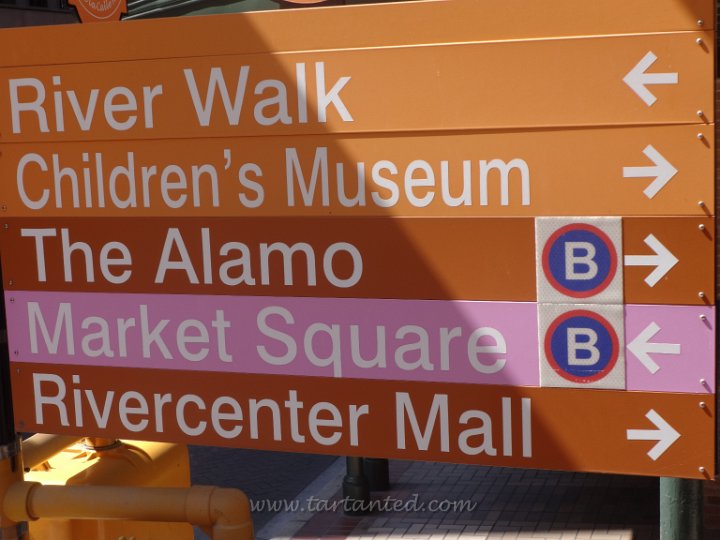 River Walk
Children's Museum
The Alamo B
Market Square B
Rivercenter Mall
www.tartanted.com